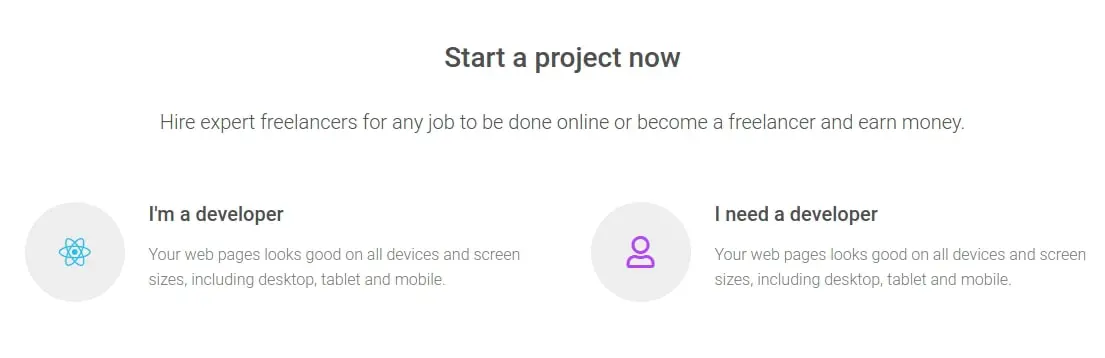 Start a project now
Hire expert freelancers for any job to be done online or become a freelancer and earn money.
I'm a developer
Your web pages looks good on all devices and screen
sizes, including desktop, tablet and mobile.
I need a developer
Your web pages looks good on all devices and screen
sizes, including desktop, tablet and mobile.